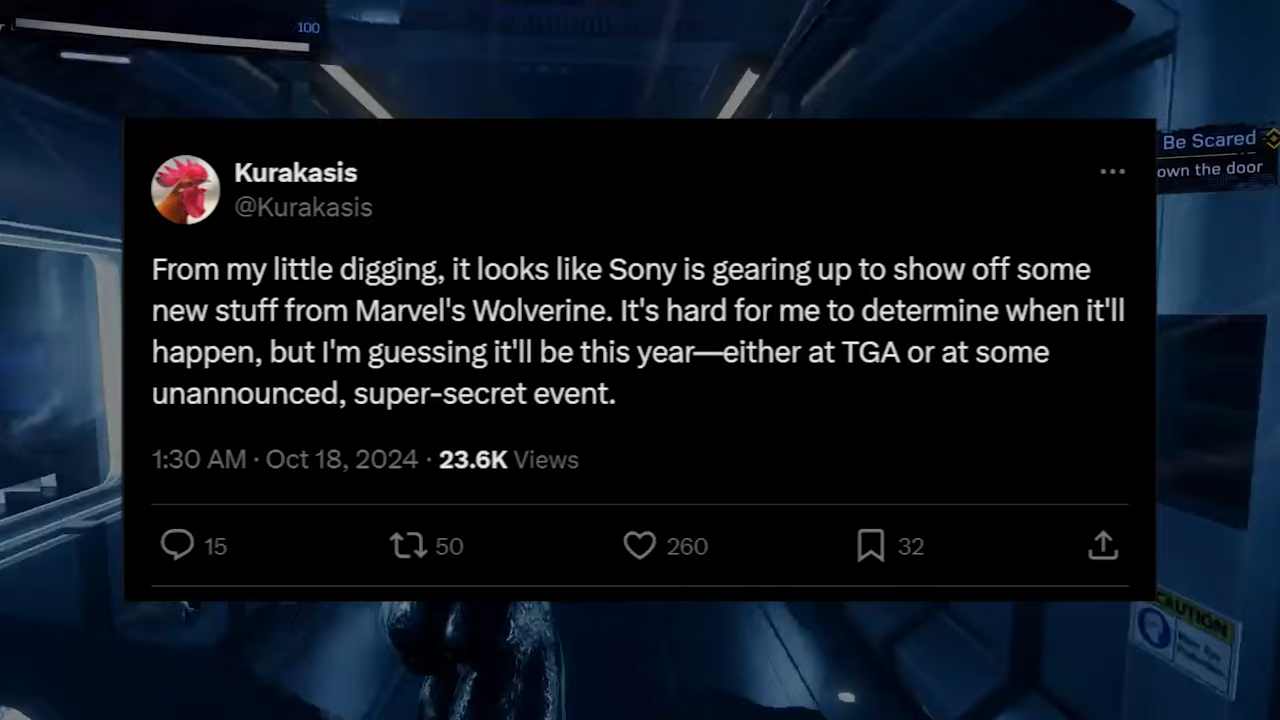 100
Be Scared
own the door
Kurakasis
@Kurakasis
From my little digging, it looks like Sony is gearing up to show off some
new stuff from Marvel's Wolverine. It's hard for me to determine when it'll
happen, but I'm guessing it'll be this year—either at TGA or at some
unannounced, super-secret event.
1:30 AM · Oct 18, 2024 · 23.6K Views
15 50 260 32
CAUTION